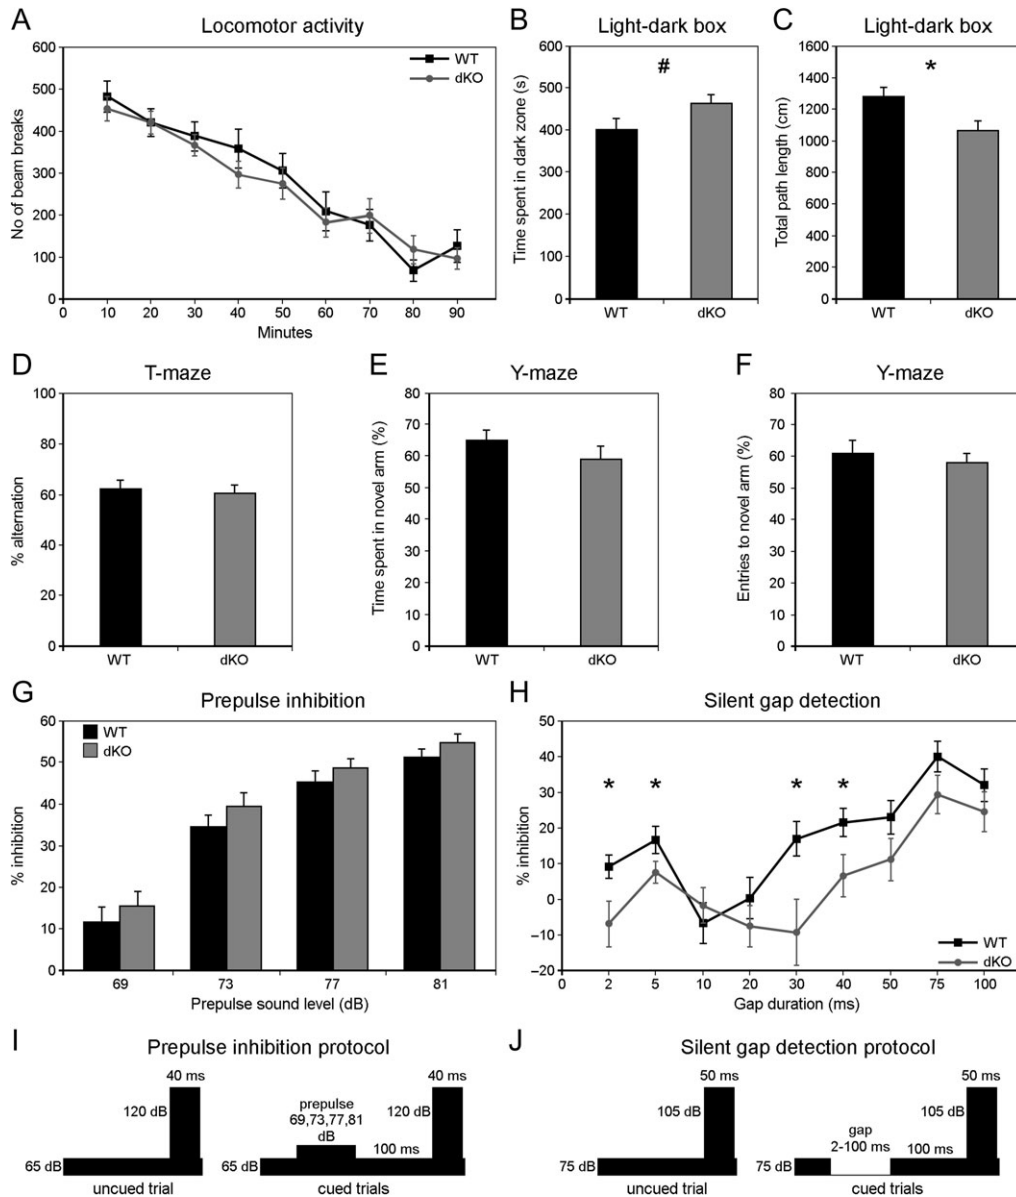 A
Locomotor activity
No of beam breaks
600
500
400
300
200
100
0
WT
dKO
0 10 20 30 40 50 60 70 80 90
Minutes
B
Light-dark box
Time spent in dark zone (s)
600
500
400
500
400
200
0
#
WT dKO
C
Light-dark box
Total path length (cm)
1600
1400
1200
1000
800
600
400
200
0
*
WT dKO
D
T-maze
% alternation
100
80
60
40
20
0
WT dKO
E
Y-maze
Time spent in novel arm (%)
80
70
60
50
40
30
20
10
0
WT dKO
F
Y-maze
Entries to novel arm (%)
80
70
60
50
40
30
20
10
0
WT dKO
G
Prepulse inhibition
% inhibition
60
50
40
30
20
10
0
WT
dKO
69 73 77 81
Prepulse sound level (dB)
H
Silent gap detection
% inhibition
50
40
30
20
10
0
–10
–20
* * * *
WT
dKO
0 2 5 10 20 30 40 50 75 100
Gap duration (ms)
I
Prepulse inhibition protocol
40 ms
120 dB
65 dB
uncued trial
40 ms
prepulse
69,73,77,81
dB
120 dB
100 ms
65 dB
cued trials
J
Silent gap detection protocol
50 ms
105 dB
75 dB
uncued trial
50 ms
105 dB
gap
2-100 ms
100 ms
75 dB
cued trials